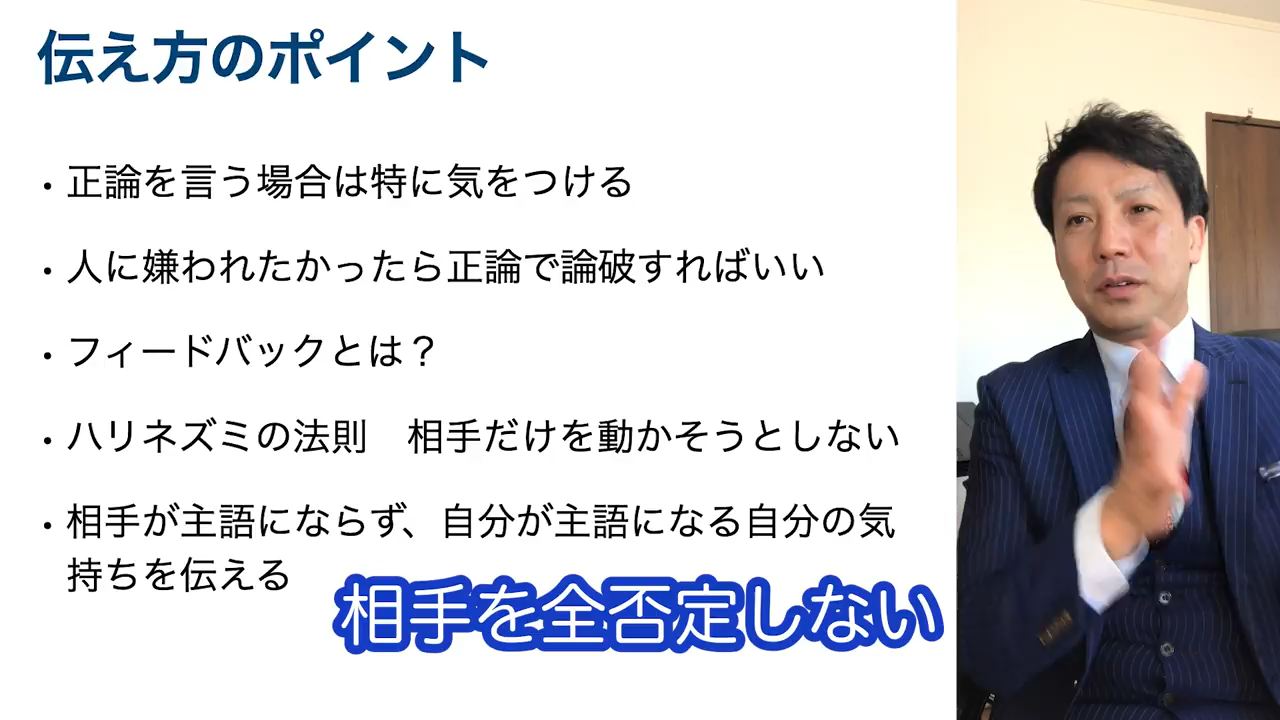 伝え方のポイント
・正論を言う場合は特に気をつける
・人に嫌われたかったら正論で論破すればいい
・フィードバックとは？
・ハリネズミの法則　相手だけを動かそうとしない
・相手が主語にならず、自分が主語になる自分の気
持ちを伝える
相手を全否定しない